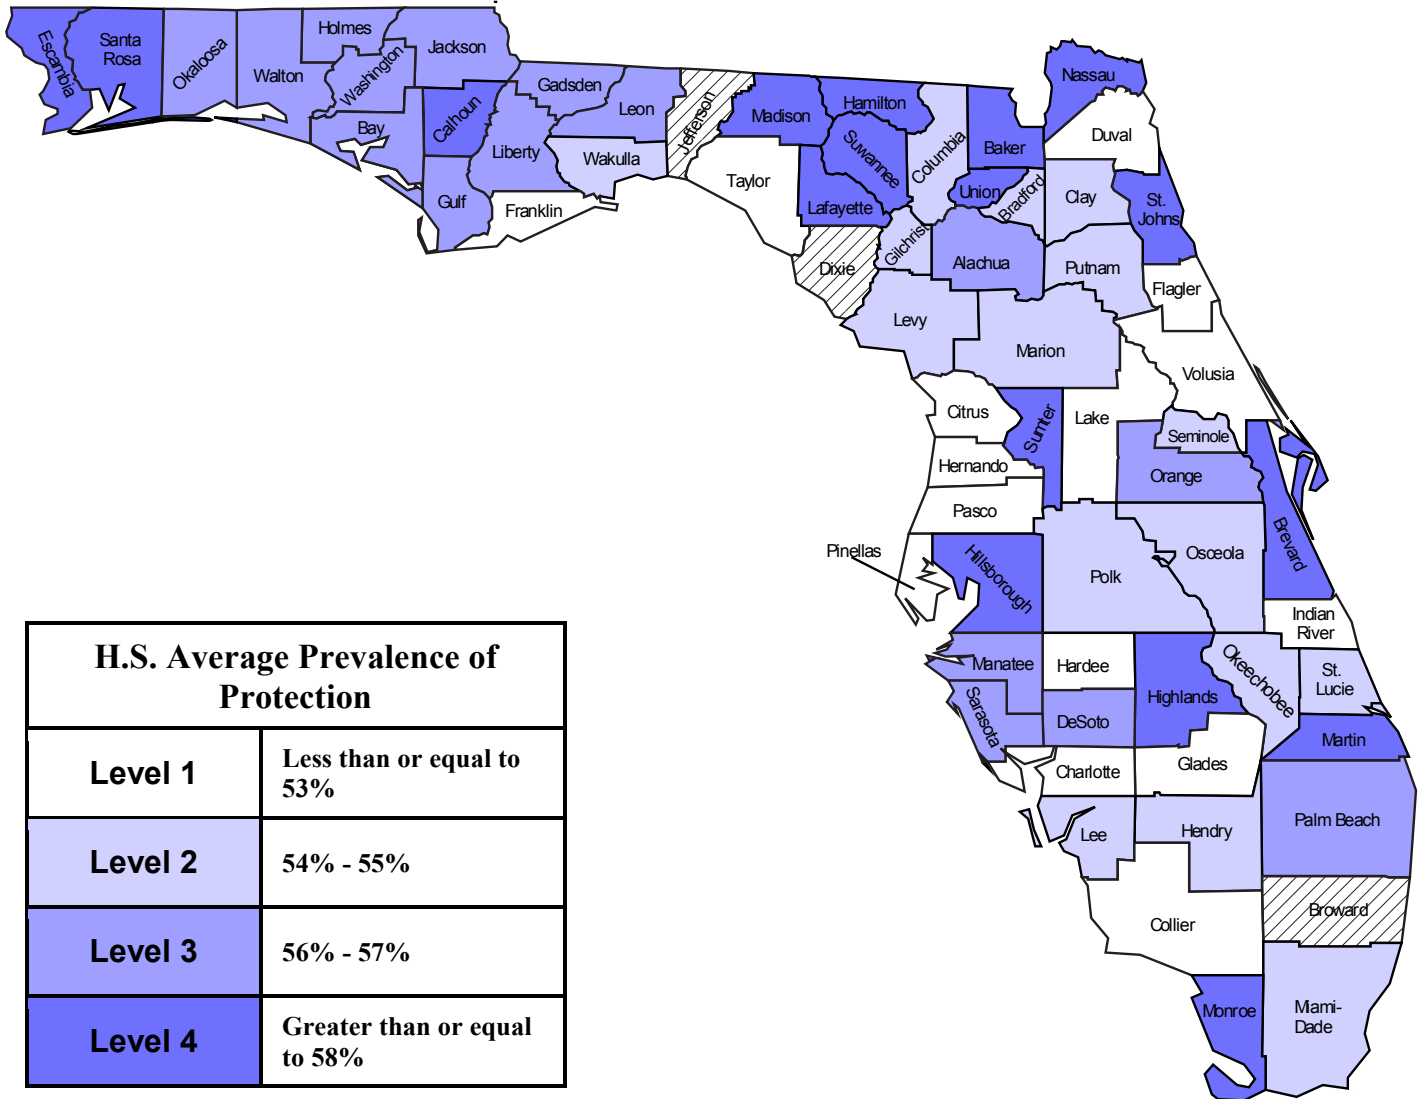 Escambia
Santa
Rosa
Okaloosa
Walton
Holmes
Washington
Jackson
Bay
Calhoun
Gulf
Liberty
Gadsden
Franklin
Leon
Wakulla
Jefferson
Madison
Taylor
Hamilton
Suwannee
Lafayette
Dixie
Columbia
Gilchrist
Baker
Union
Bradford
Nassau
Duval
Clay
St.
Johns
Alachua
Putnam
Flagler
Levy
Marion
Volusia
Citrus
Sumter
Lake
Seminole
Hernando
Orange
Pasco
Pinellas
Hillsborough
Polk
Osceola
Brevard
Indian
River
Manatee
Hardee
Highlands
Okeechobee
St.
Lucie
Sarasota
DeSoto
Martin
Charlotte
Glades
Lee
Hendry
Palm Beach
Collier
Broward
Monroe
Miami-
Dade
H.S. Average Prevalence of
Protection
Level 1
Less than or equal to
53%
Level 2
54% - 55%
Level 3
56% - 57%
Level 4
Greater than or equal
to 58%